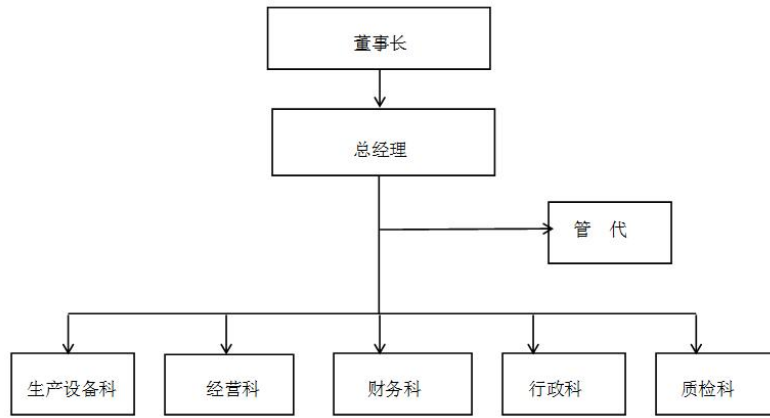 董事长
总经理
管 代
生产设备科
经营科
财务科
行政科
质检科